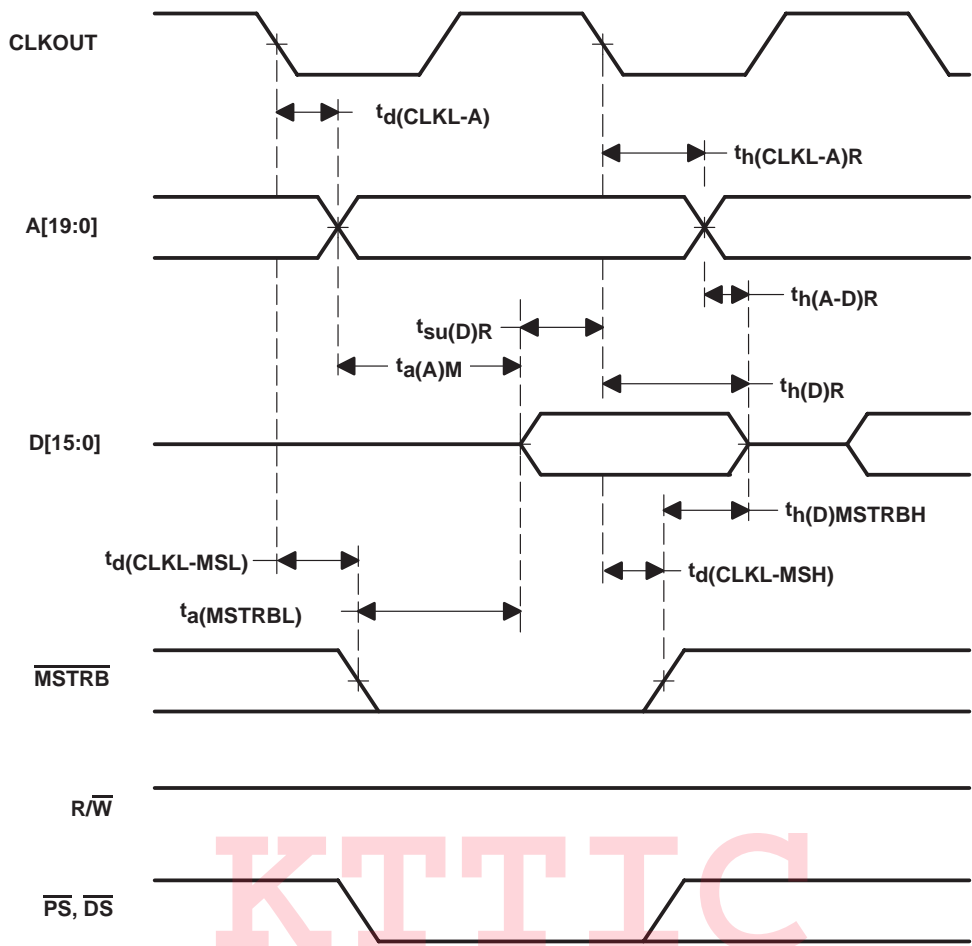 CLKOUT
td(CLKL-A)
th(CLKL-A)R
A[19:0]
th(A-D)R
tsu(D)R
ta(A)M
th(D)R
D[15:0]
th(D)MSTRBH
td(CLKL-MSL)
td(CLKL-MSH)
ta(MSTRBL)
MSTRB
R/W
KTTIC
PS, DS